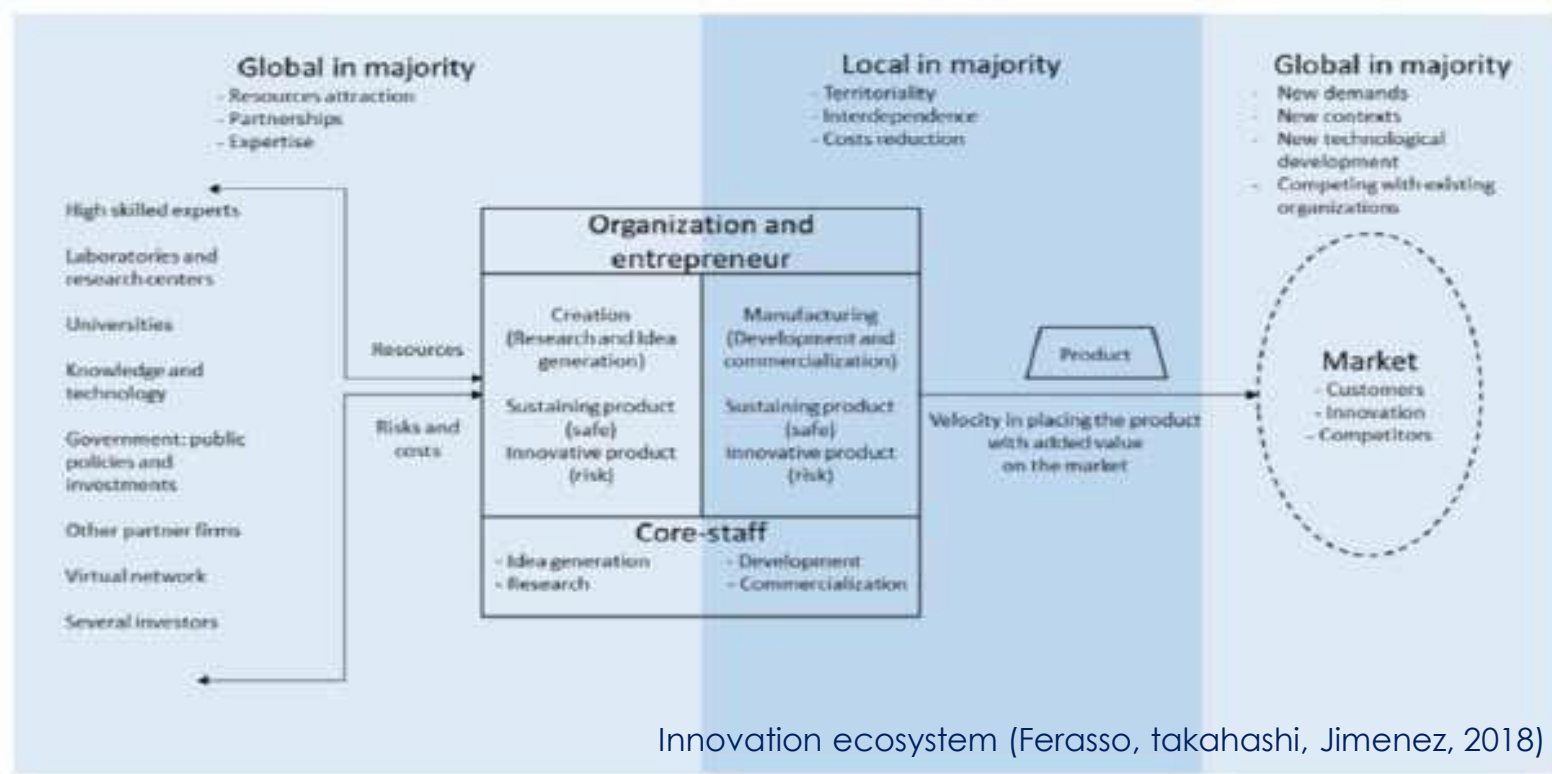 Global in majority
- Resources attraction
- Partnerships
- Expertise
High skilled experts
Laboratories and
research centers
Universities
Knowledge and
technology
Government: public
policies and
investments
Other partner firms
Virtual network
Several investors
Resources
Risks and
costs
Local in majority
- Territoriality
- Interdependence
- Costs reduction
Organization and
entrepreneur
Creation
(Research and Idea
generation)
Sustaining product
(safe)
Innovative product
(risk)
Manufacturing
(Development and
commercialization)
Sustaining product
(safe)
Innovative product
(risk)
Core-staff
- Idea generation
- Research
- Development
- Commercialization
Product
Velocity in placing the product
with added value
on the market
Global in majority
- New demands
- New contexts
- New technological
development
- Competing with existing
organizations
Market
- Customers
- Innovation
- Competitors
Innovation ecosystem (Ferasso, takahashi, Jimenez, 2018)